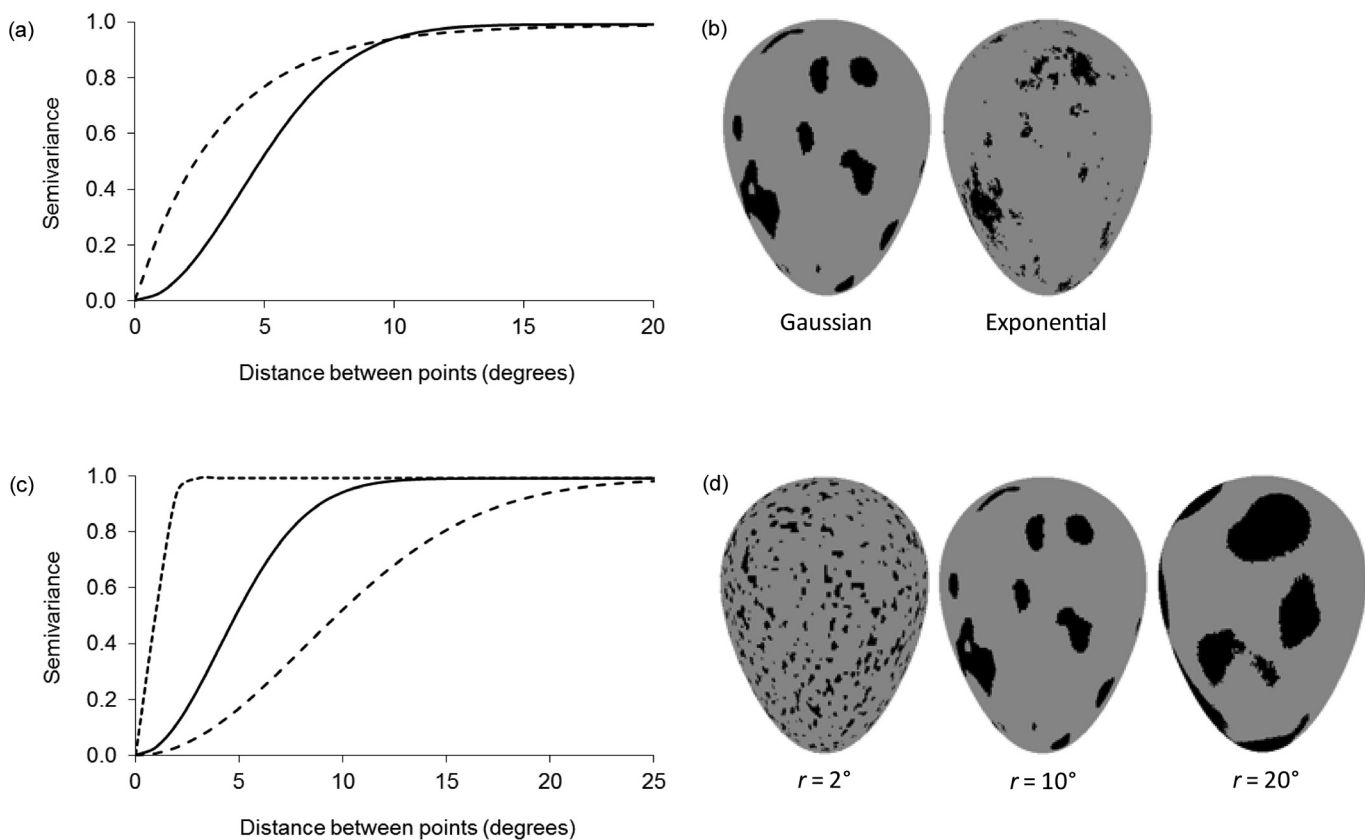 (a)
1.0
0.8
0.6
0.4
0.2
0.0
Semivariance
0 5 10 15 20
Distance between points (degrees)
(b)
Gaussian Exponential
(c)
1.0
0.8
0.6
0.4
0.2
0.0
Semivariance
0 5 10 15 20 25
Distance between points (degrees)
(d)
r = 2° r = 10° r = 20°